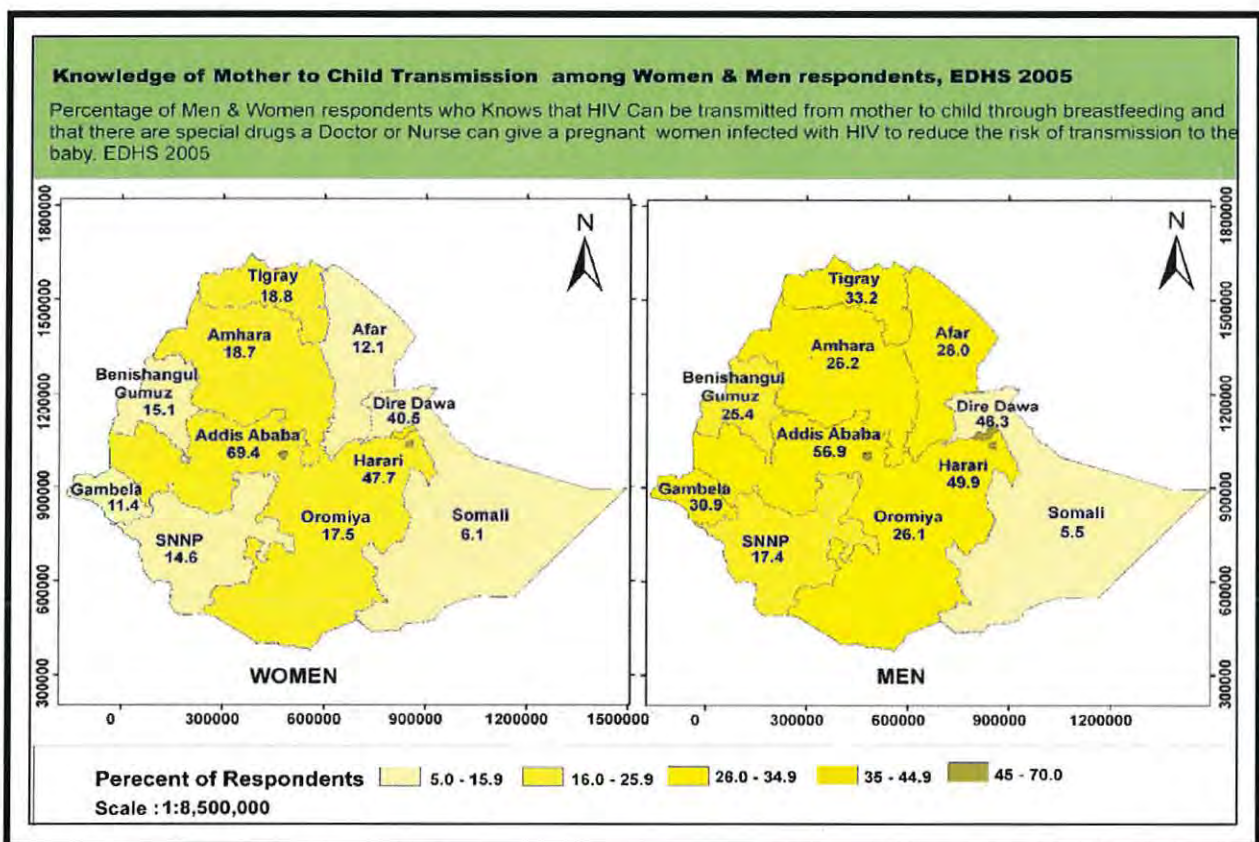 Knowledge of Mother to Child Transmission among Women & Men respondents, EDHS 2005
Percentage of Men & Women respondents who Knows that HIV Can be transmitted from mother to child through breastfeeding and
that there are special drugs a Doctor or Nurse can give a pregnant women infected with HIV to reduce the risk of transmission to the
baby. EDHS 2005
1800000
1500000
1200000
900000
600000
300000
N
Tigray
18.8
Amhara
18.7
Afar
12.1
Benishangul
Gumuz
15.1
Dire Dawa
40.5
Addis Ababa
69.4
Harari
47.7
Gambela
11.4
SNNP
14.6
Oromiya
17.5
Somali
6.1
WOMEN
0 300000 600000 900000 1200000 1500000
N
Tigray
33.2
Amhara
26.2
Afar
26.0
Benishangul
Gumuz
25.4
Dire Dawa
46.3
Addis Ababa
56.9
Harari
49.9
Gambela
30.9
SNNP
17.4
Oromiya
26.1
Somali
5.5
MEN
0 300000 600000 900000 1200000
1800000
1500000
1200000
900000
600000
300000
Perecent of Respondents 5.0 - 15.9 16.0 - 25.9 26.0 - 34.9 35 - 44.9 45 - 70.0
Scale : 1:8,500,000